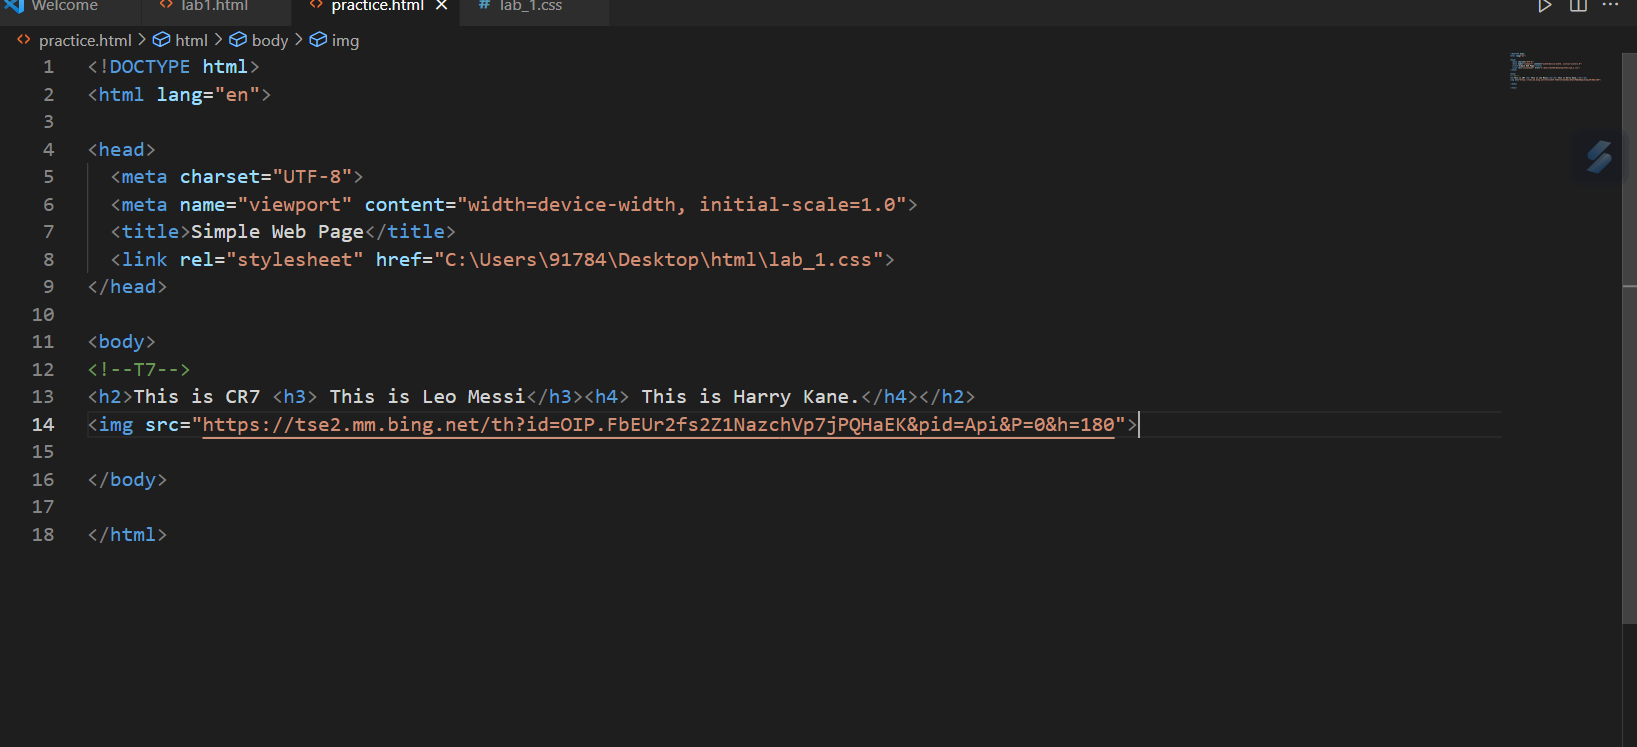 Welcome lab1.html practice.html lab_1.css
practice.html html body img
1 <!DOCTYPE html>
2 <html lang="en">
3
4 <head>
5 <meta charset="UTF-8">
6 <meta name="viewport" content="width=device-width, initial-scale=1.0">
7 <title>Simple Web Page</title>
8 <link rel="stylesheet" href="C:\Users\91784\Desktop\html\lab_1.css">
9 </head>
10
11 <body>
12 <!--T7-->
13 <h2>This is CR7 <h3> This is Leo Messi</h3><h4> This is Harry Kane.</h4></h2>
14 <img src="https://tse2.mm.bing.net/th?id=OIP.FbEUr2fs2Z1NazchVp7jPQHaEK&pid=Api&P=0&h=180">
15
16 </body>
17
18 </html>